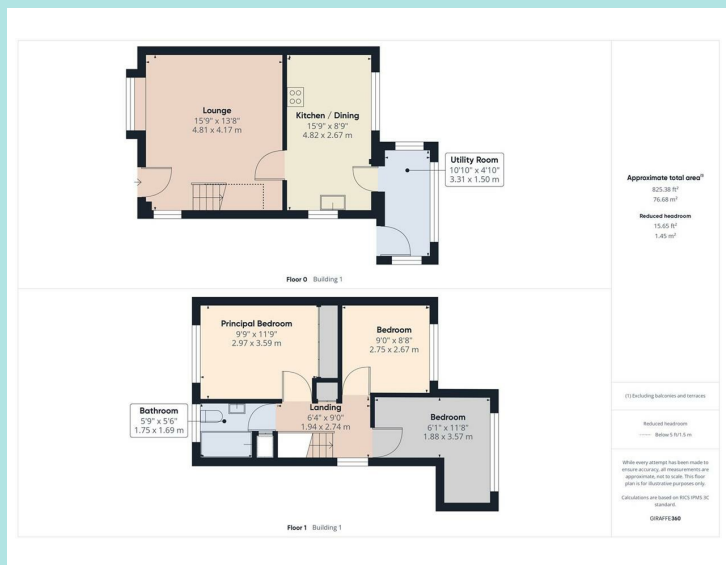 Lounge
15'9" x 13'8"
4.81 x 4.17 m
Kitchen / Dining
15'9" x 8'9"
4.82 x 2.67 m
Utility Room
10'10" x 4'10"
3.31 x 1.50 m
Floor 0 Building 1
Principal Bedroom
9'9" x 11'9"
2.97 x 3.59 m
Bedroom
9'0" x 8'8"
2.75 x 2.67 m
Bathroom
5'9" x 5'6"
1.75 x 1.69 m
Landing
6'4" x 9'0"
1.94 x 2.74 m
Bedroom
6'1" x 11'8"
1.88 x 3.57 m
Floor 1 Building 1
Approximate total area(1)
825.38 ft²
76.68 m²
Reduced headroom
15.65 ft²
1.45 m²
(1) Excluding balconies and terraces
Reduced headroom
Below 5 ft/1.5 m
While every attempt has been made to
ensure accuracy, all measurements are
approximate, not to scale. This floor
plan is for illustrative purposes only.
Calculations are based on RICS IPMS 3C
standard.
GIRAFFE360